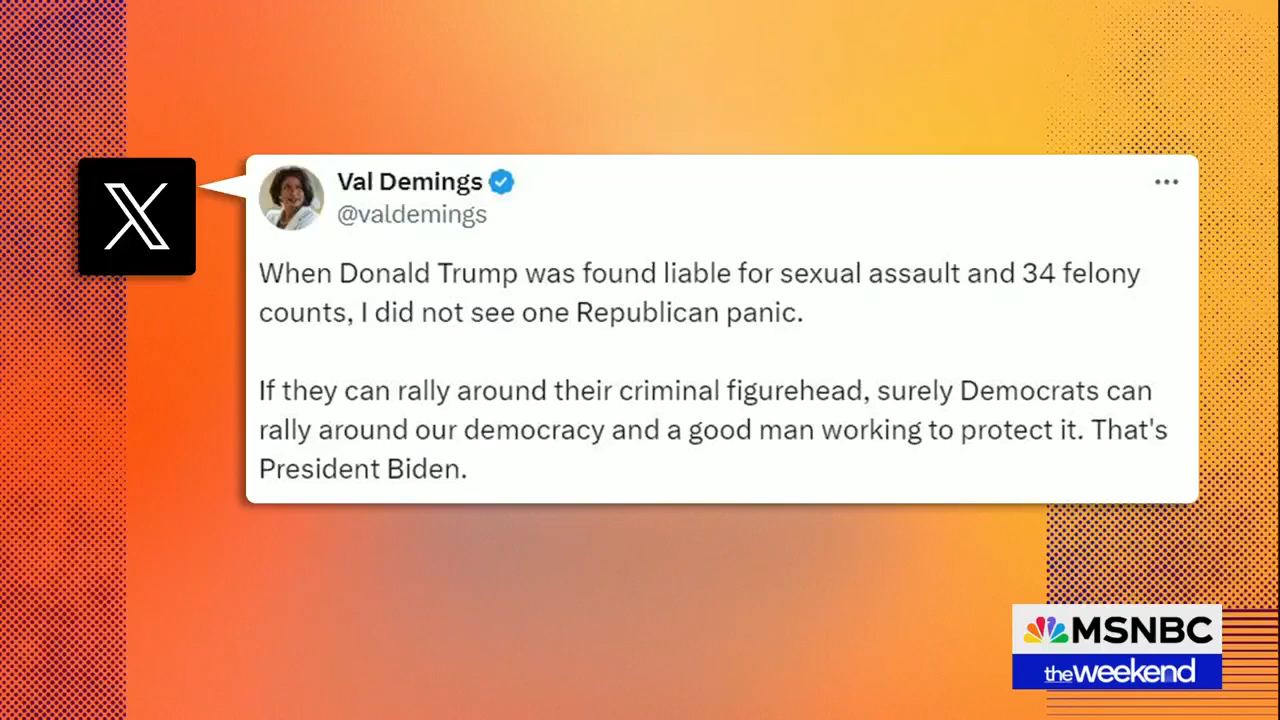 Val Demings
@valdemings
When Donald Trump was found liable for sexual assault and 34 felony
counts, I did not see one Republican panic.
If they can rally around their criminal figurehead, surely Democrats can
rally around our democracy and a good man working to protect it. That's
President Biden.
MSNBC
theweekend